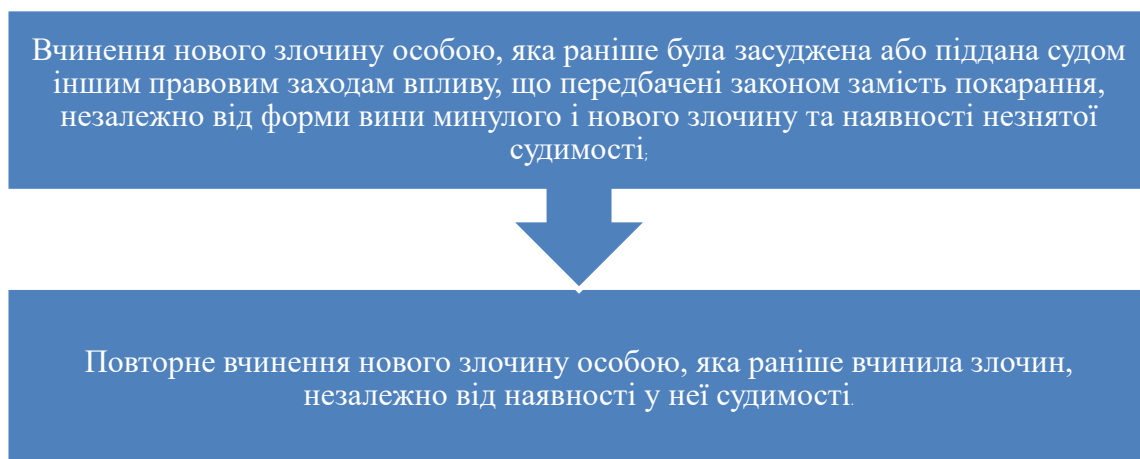 Вчинення нового злочину особою, яка раніше була засуджена або піддана судом
іншим правовим заходам впливу, що передбачені законом замість покарання,
незалежно від форми вини минулого і нового злочину та наявності незнятої
судимості;
Повторне вчинення нового злочину особою, яка раніше вчинила злочин,
незалежно від наявності у неї судимості.